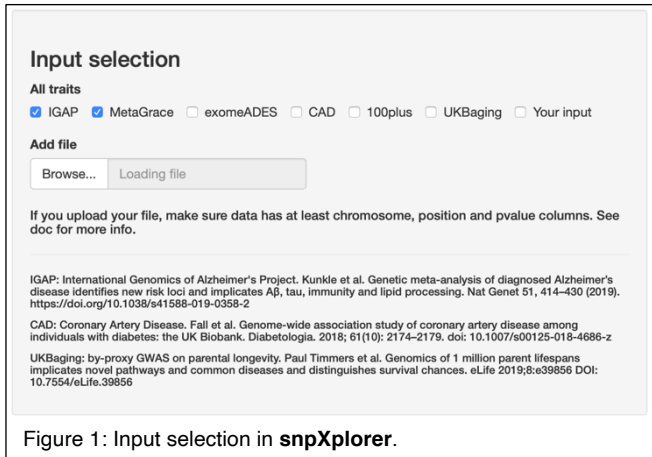 Input selection
All traits
IGAP MetaGrace exomeADES CAD 100plus UKBaging Your input
Add file
Browse... Loading file
If you upload your file, make sure data has at least chromosome, position and pvalue columns. See
doc for more info.
IGAP: International Genomics of Alzheimer's Project. Kunkle et al. Genetic meta-analysis of diagnosed Alzheimer's
disease identifies new risk loci and implicates Aβ, tau, immunity and lipid processing. Nat Genet 51, 414–430 (2019).
https://doi.org/10.1038/s41588-019-0358-2
CAD: Coronary Artery Disease. Fall et al. Genome-wide association study of coronary artery disease among
individuals with diabetes: the UK Biobank. Diabetologia. 2018; 61(10): 2174–2179. doi: 10.1007/s00125-018-4686-z
UKBaging: by-proxy GWAS on parental longevity. Paul Timmers et al. Genomics of 1 million parent lifespans
implicates novel pathways and common diseases and distinguishes survival chances. eLife 2019;8:e39856 DOI:
10.7554/eLife.39856
Figure 1: Input selection in snpXplorer.